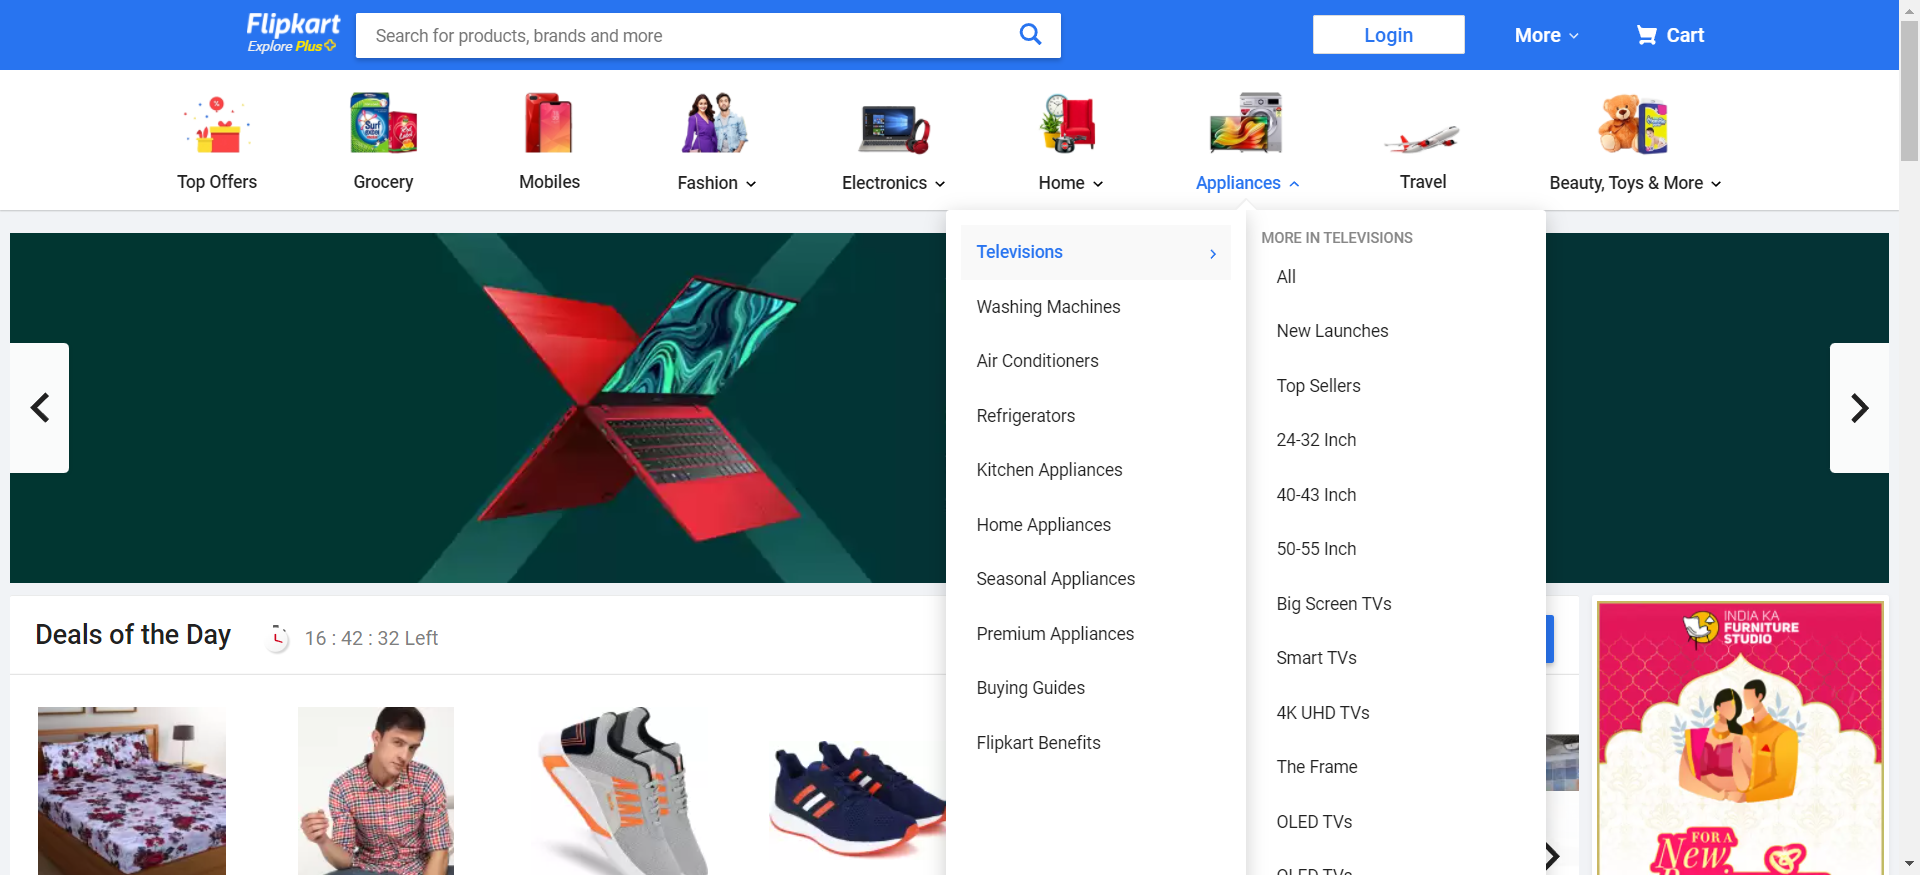 Flipkart
Explore Plus
Search for products, brands and more
Login
More
Cart
Top Offers
Grocery
Mobiles
Fashion
Electronics
Home
Appliances
Travel
Beauty, Toys & More
Surf excel
Televisions
Washing Machines
Air Conditioners
Refrigerators
Kitchen Appliances
Home Appliances
Seasonal Appliances
Premium Appliances
Buying Guides
Flipkart Benefits
MORE IN TELEVISIONS
All
New Launches
Top Sellers
24-32 Inch
40-43 Inch
50-55 Inch
Big Screen TVs
Smart TVs
4K UHD TVs
The Frame
OLED TVs
Deals of the Day
16 : 42 : 32 Left
INDIA KA
FURNITURE
STUDIO
FOR A
New